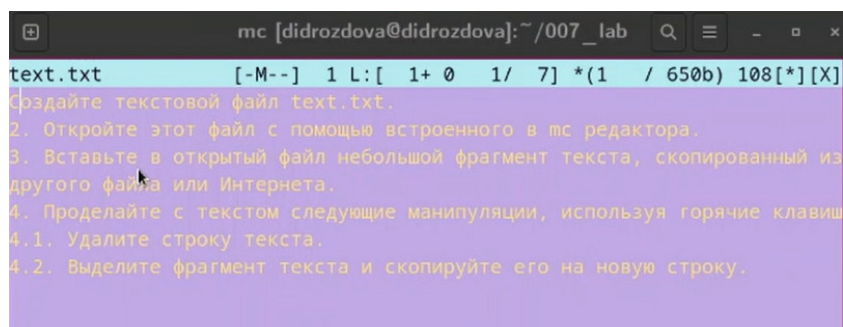 mc [didrozdova@didrozdova]:~/007_lab
text.txt [-M--] 1 L:[ 1+ 0 1/ 7] *(1 / 650b) 108[*][X]
Создайте текстовой файл text.txt.
2. Откройте этот файл с помощью встроенного в mc редактора.
3. Вставьте в открытый файл небольшой фрагмент текста, скопированный из
другого файла или Интернета.
4. Проделайте с текстом следующие манипуляции, используя горячие клавиш
4.1. Удалите строку текста.
4.2. Выделите фрагмент текста и скопируйте его на новую строку.